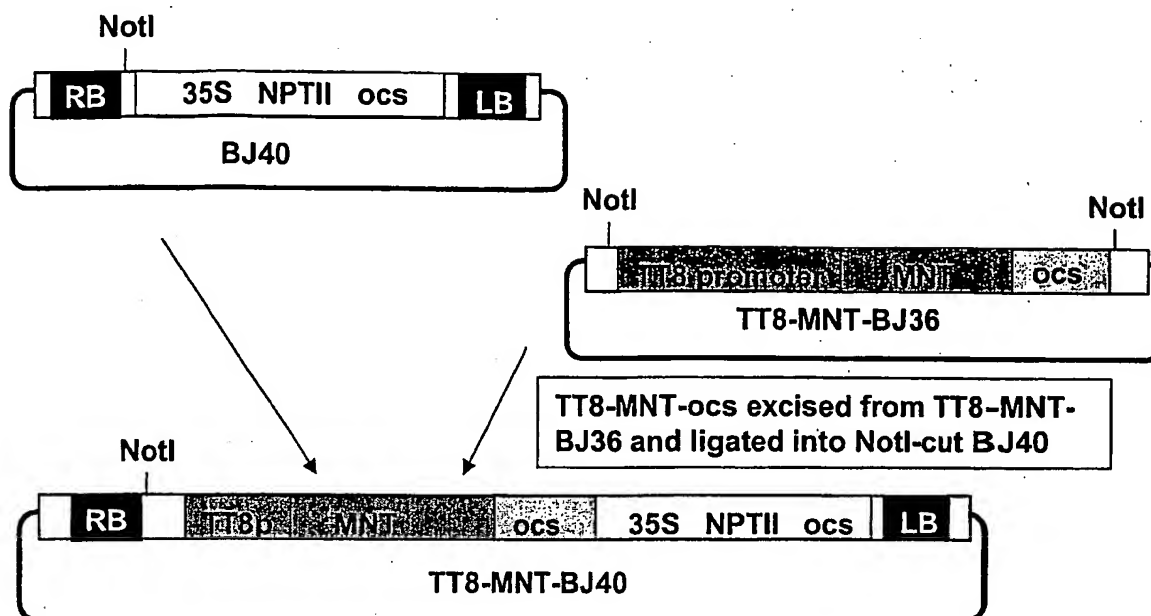 NotI
RB 35S NPTII ocs LB
BJ40
NotI NotI
TT8 promoter MNT ocs
TT8-MNT-BJ36
TT8-MNT-ocs excised from TT8-MNT-
BJ36 and ligated into NotI-cut BJ40
NotI
RB TT8p MNT ocs 35S NPTII ocs LB
TT8-MNT-BJ40